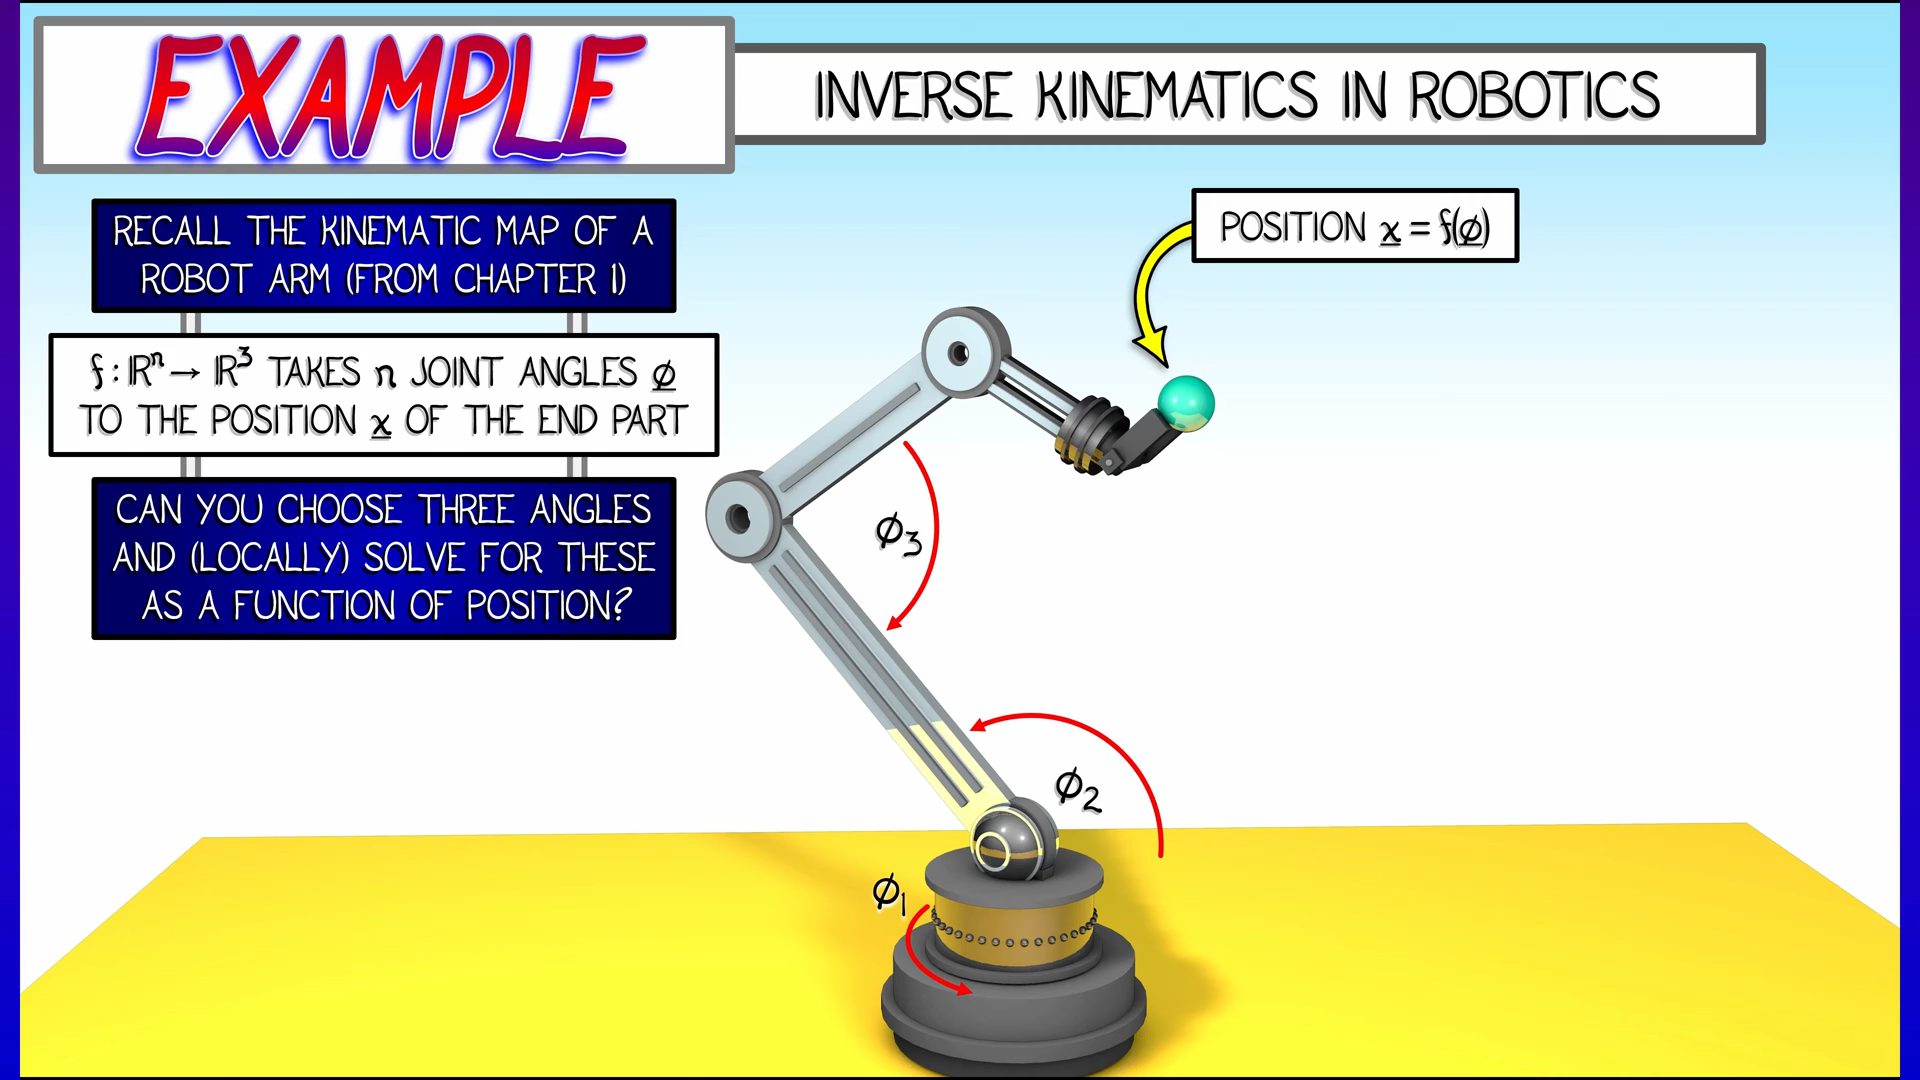 EXAMPLE
INVERSE KINEMATICS IN ROBOTICS
RECALL THE KINEMATIC MAP OF A
ROBOT ARM (FROM CHAPTER 1)
f : ℝⁿ → ℝ³ TAKES n JOINT ANGLES φ̲
TO THE POSITION x̲ OF THE END PART
CAN YOU CHOOSE THREE ANGLES
AND (LOCALLY) SOLVE FOR THESE
AS A FUNCTION OF POSITION?
POSITION x̲ = f(φ̲)
φ₃
φ₂
φ₁